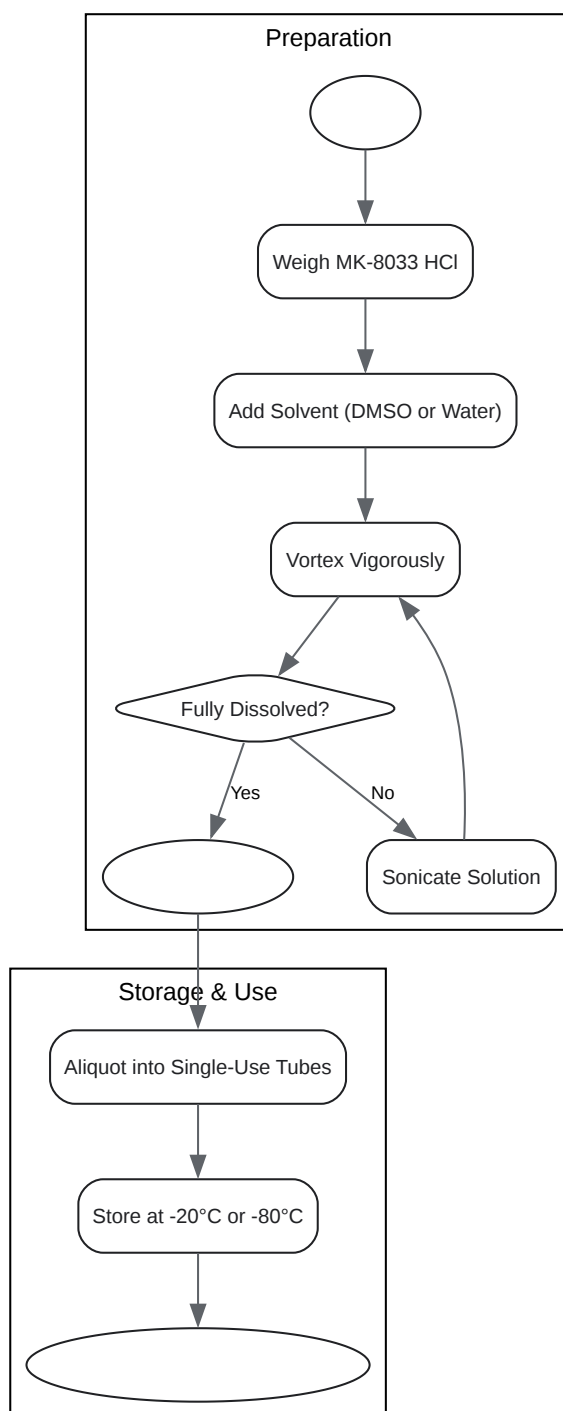 Preparation
Weigh MK-8033 HCl
Add Solvent (DMSO or Water)
Vortex Vigorously
Fully Dissolved?
Yes
No
Sonicate Solution
Storage & Use
Aliquot into Single-Use Tubes
Store at -20°C or -80°C